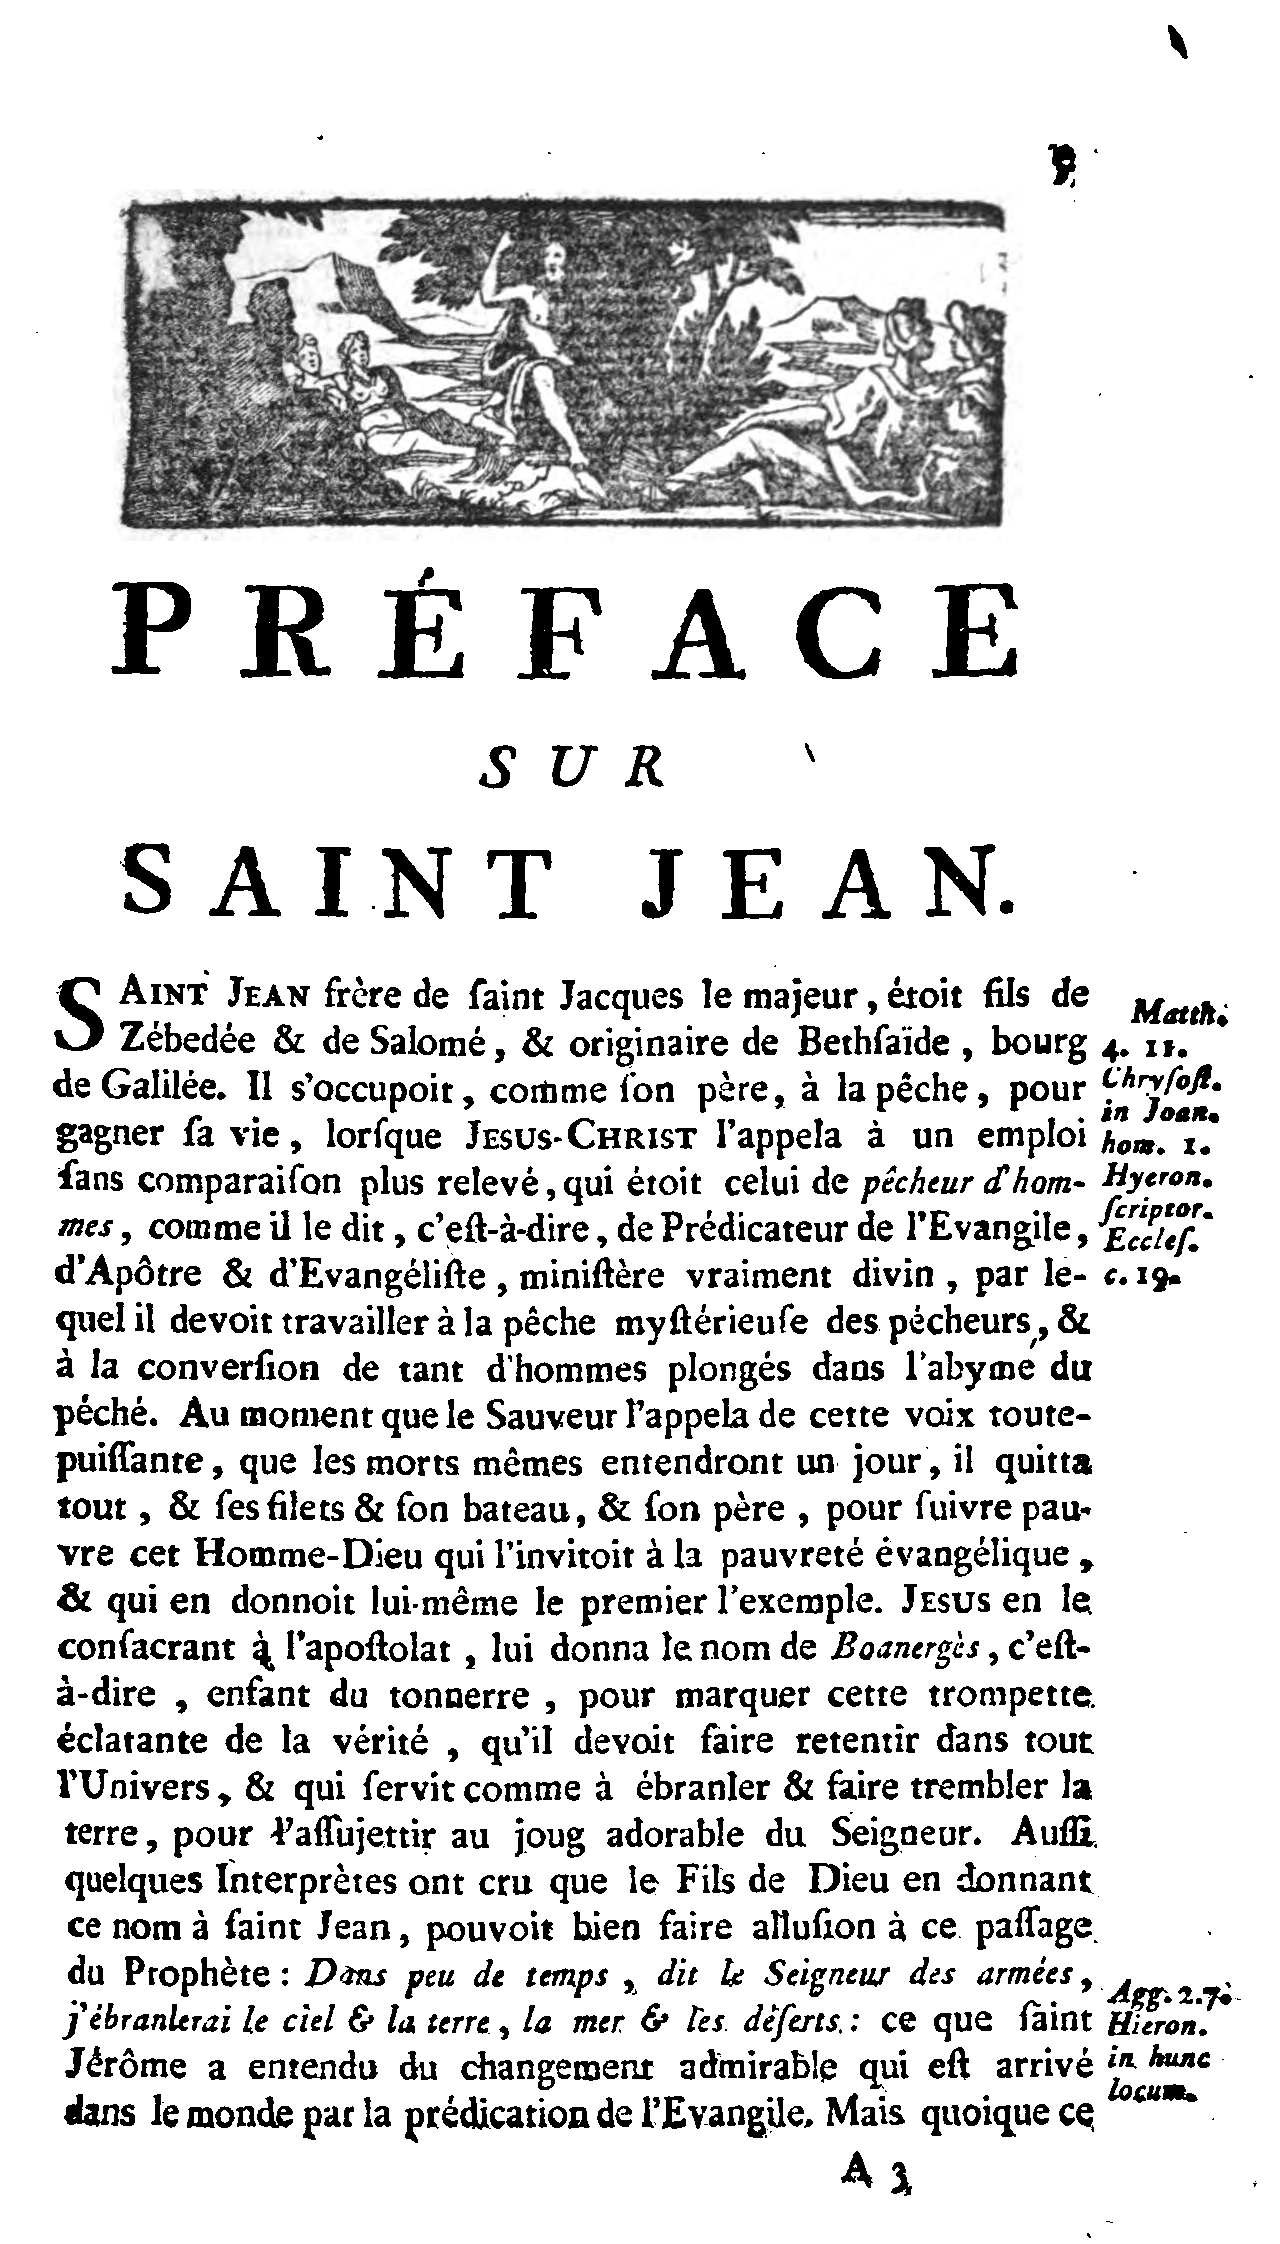 PRÉFACE
SUR
SAINT JEAN.
SAINT JEAN frère de ſaint Jacques le majeur, étoit fils de
Zébedée & de Salomé, & originaire de Bethſaïde, bourg
de Galilée. Il s'occupoit, comme ſon père, à la pêche, pour
gagner ſa vie, lorſque JESUS-CHRIST l'appela à un emploi
ſans comparaiſon plus relevé, qui étoit celui de pêcheur d'hom-
mes, comme il le dit, c'eſt-à-dire, de Prédicateur de l'Evangile,
d'Apôtre & d'Evangéliſte, miniſtère vraiment divin, par le-
quel il devoit travailler à la pêche myſtérieuſe des pécheurs, &
à la converſion de tant d'hommes plongés dans l'abyme du
péché. Au moment que le Sauveur l'appela de cette voix toute-
puiſſante, que les morts mêmes entendront un jour, il quitta
tout, & ſes filets & ſon bateau, & ſon père, pour ſuivre pau-
vre cet Homme-Dieu qui l'invitoit à la pauvreté évangélique,
& qui en donnoit lui-même le premier l'exemple. JESUS en le
conſacrant à l'apoſtolat, lui donna le nom de Boanergès, c'eſt-
à-dire, enfant du tonnerre, pour marquer cette trompette
éclatante de la vérité, qu'il devoit faire retentir dans tout
l'Univers, & qui ſervit comme à ébranler & faire trembler la
terre, pour l'aſſujettir au joug adorable du Seigneur. Auſſi
quelques Interprètes ont cru que le Fils de Dieu en donnant
ce nom à ſaint Jean, pouvoit bien faire alluſion à ce paſſage
du Prophète : Dans peu de temps, dit le Seigneur des armées,
j'ébranlerai le ciel & la terre, la mer & les déſerts : ce que ſaint
Jérôme a entendu du changement admirable qui eſt arrivé
dans le monde par la prédication de l'Evangile. Mais quoique ce
Matth.
4. 21.
Chryſoſt.
in Joan.
hom. 1.
Hyeron.
ſcriptor.
Eccleſ.
c. 19.
Agg. 2. 7.
Hieron.
in hunc
locum.
A 3